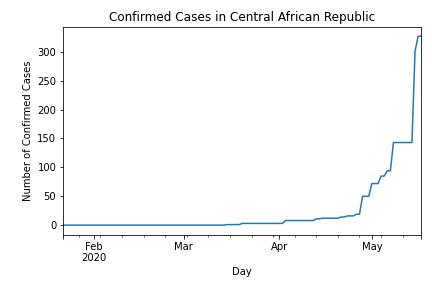 Confirmed Cases in Central African Republic
Number of Confirmed Cases
300
250
200
150
100
50
0
Feb
2020
Mar
Apr
May
Day